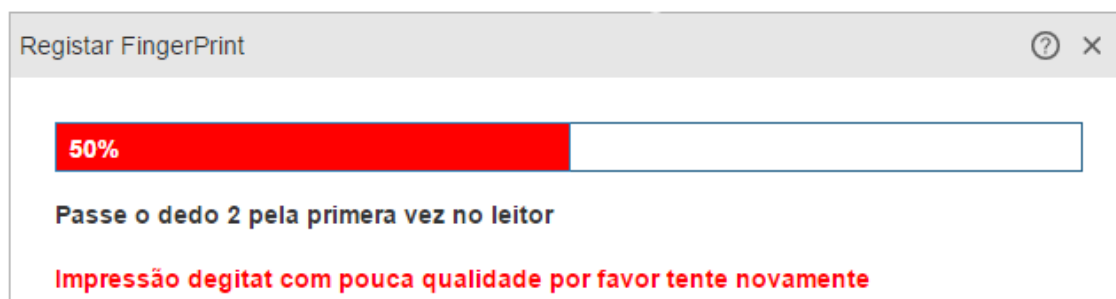 Registar FingerPrint
50%
Passe o dedo 2 pela primera vez no leitor
Impressão degitat com pouca qualidade por favor tente novamente